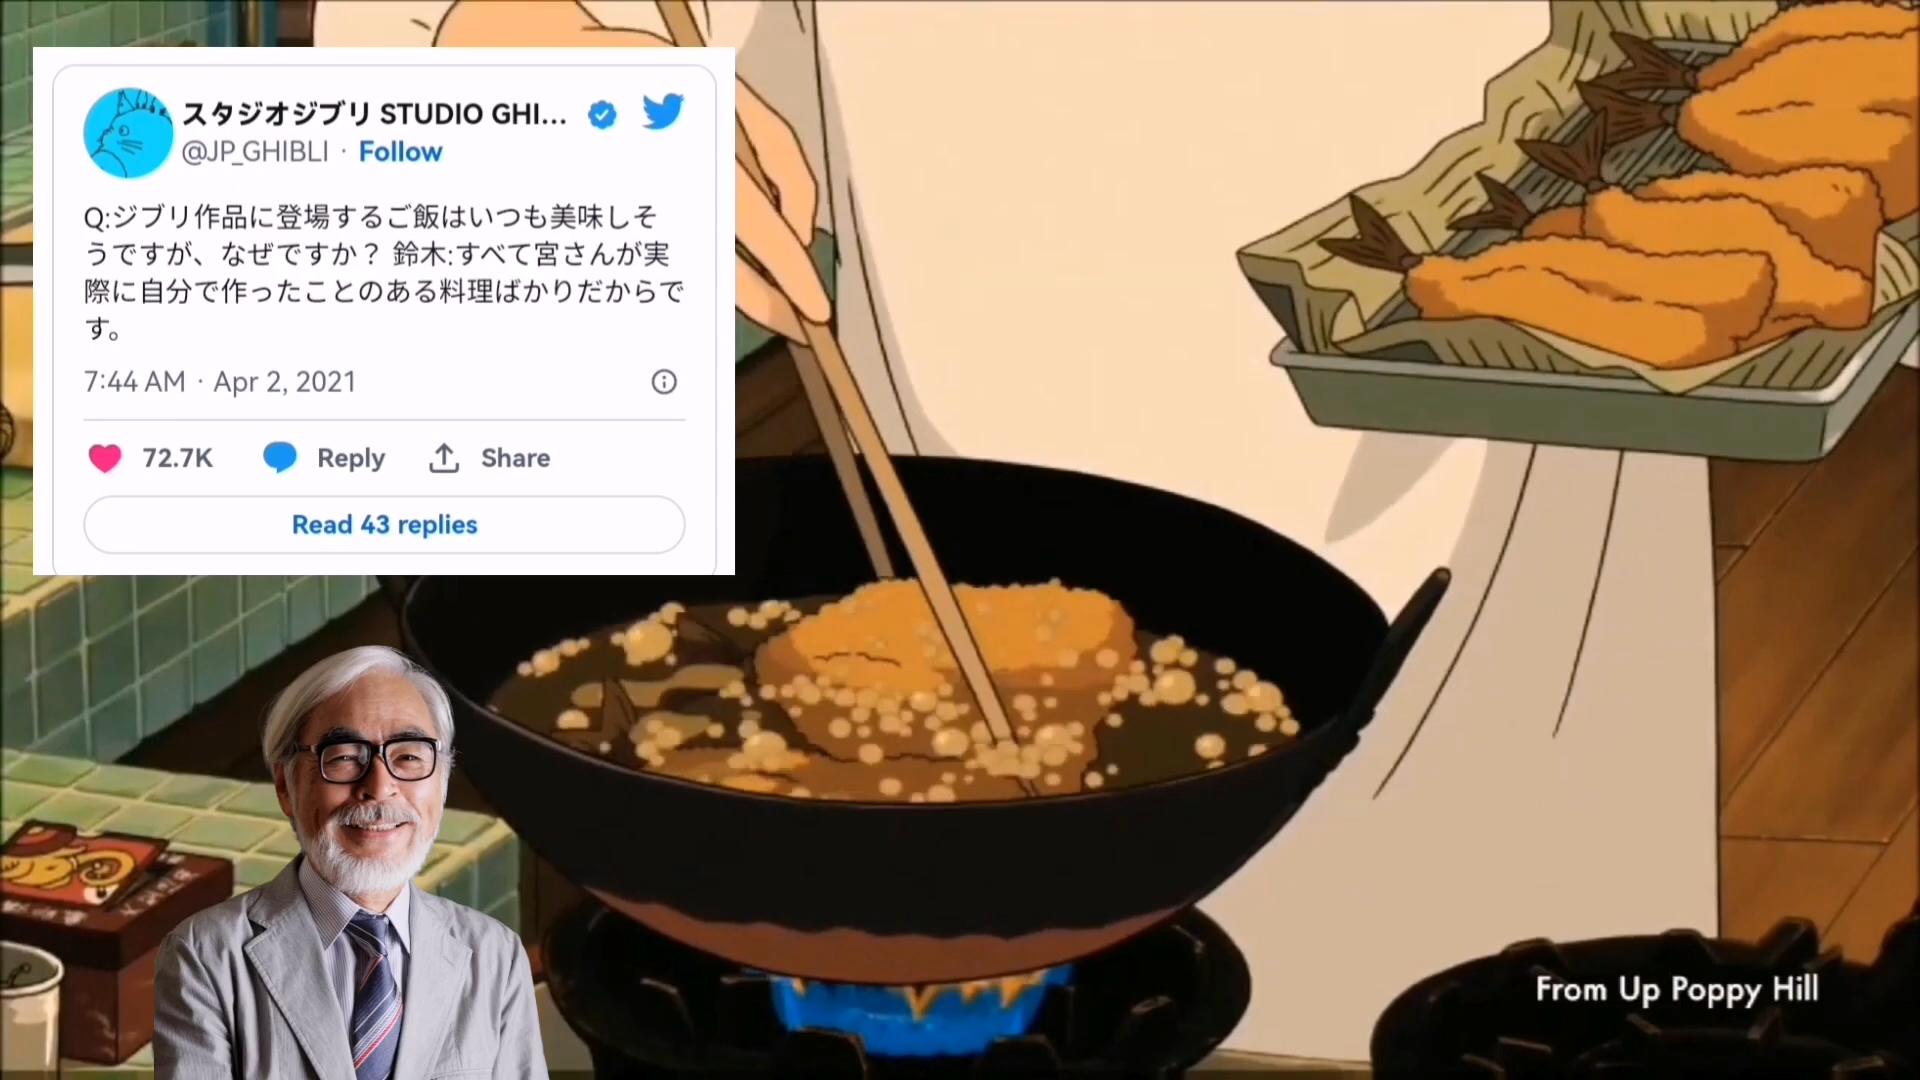 スタジオジブリ STUDIO GHI...
@JP_GHIBLI · Follow
Q:ジブリ作品に登場するご飯はいつも美味しそ
うですが、なぜですか？ 鈴木:すべて宮さんが実
際に自分で作ったことのある料理ばかりだからで
す。
7:44 AM · Apr 2, 2021
72.7K Reply Share
Read 43 replies
From Up Poppy Hill